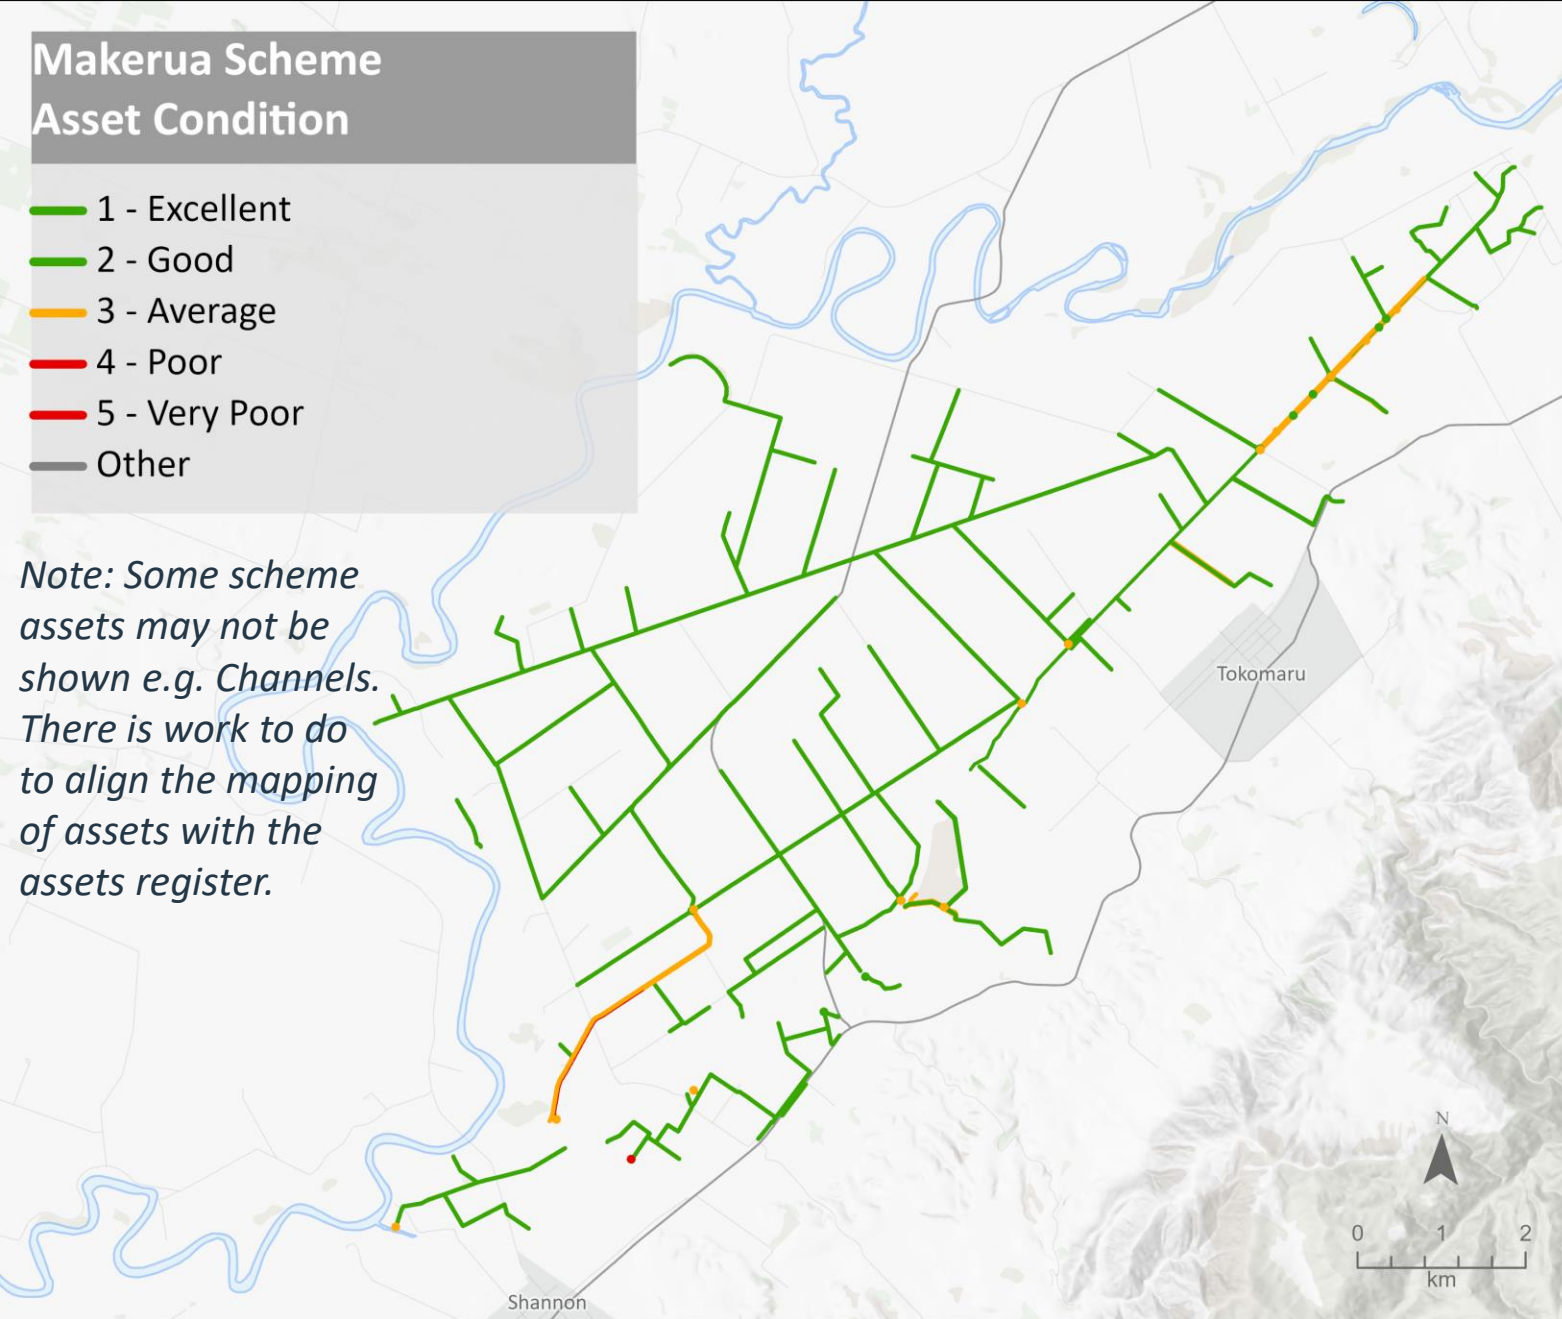 Makerua Scheme
Asset Condition
1 - Excellent
2 - Good
3 - Average
4 - Poor
5 - Very Poor
Other
Note: Some scheme
assets may not be
shown e.g. Channels.
There is work to do
to align the mapping
of assets with the
assets register.
Tokomaru
Shannon
N
0 1 2
km